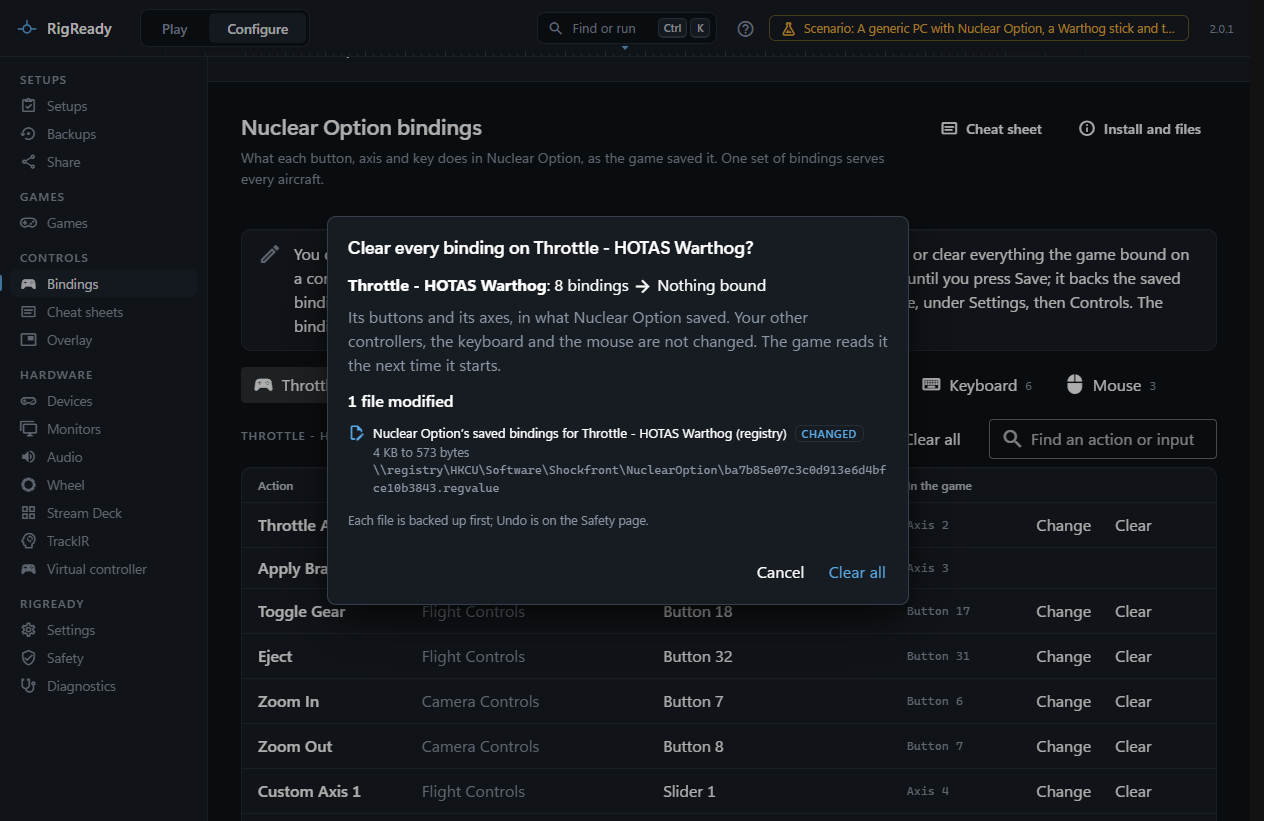 RigReady
Play
Configure
Find or run
Ctrl
K
Scenario: A generic PC with Nuclear Option, a Warthog stick and t...
2.0.1
SETUPS
Setups
Backups
Share
GAMES
Games
CONTROLS
Bindings
Cheat sheets
Overlay
HARDWARE
Devices
Monitors
Audio
Wheel
Stream Deck
TrackIR
Virtual controller
RIGREADY
Settings
Safety
Diagnostics
Nuclear Option bindings
Cheat sheet
Install and files
What each button, axis and key does in Nuclear Option, as the game saved it. One set of bindings serves
every aircraft.
You
or clear everything the game bound on
a
until you press Save; it backs the saved
under Settings, then Controls. The
Keyboard 6
Mouse 3
THROTTLE -
Clear all
Find an action or input
Action
in the game
Throttle
Axis 2
Change
Clear
Apply
Axis 3
Toggle Gear
Flight Controls
Button 18
Button 17
Change
Clear
Eject
Flight Controls
Button 32
Button 31
Change
Clear
Zoom In
Camera Controls
Button 7
Button 6
Change
Clear
Zoom Out
Camera Controls
Button 8
Button 7
Change
Clear
Custom Axis 1
Flight Controls
Slider 1
Axis 4
Change
Clear
Clear every binding on Throttle - HOTAS Warthog?
Throttle - HOTAS Warthog: 8 bindings → Nothing bound
Its buttons and its axes, in what Nuclear Option saved. Your other
controllers, the keyboard and the mouse are not changed. The game reads it
the next time it starts.
1 file modified
Nuclear Option's saved bindings for Throttle - HOTAS Warthog (registry)
CHANGED
4 KB to 573 bytes
\\registry\HKCU\Software\Shockfront\NuclearOption\ba7b85e07c3c0d913e6d4bf
ce10b3843.regvalue
Each file is backed up first; Undo is on the Safety page.
Cancel
Clear all